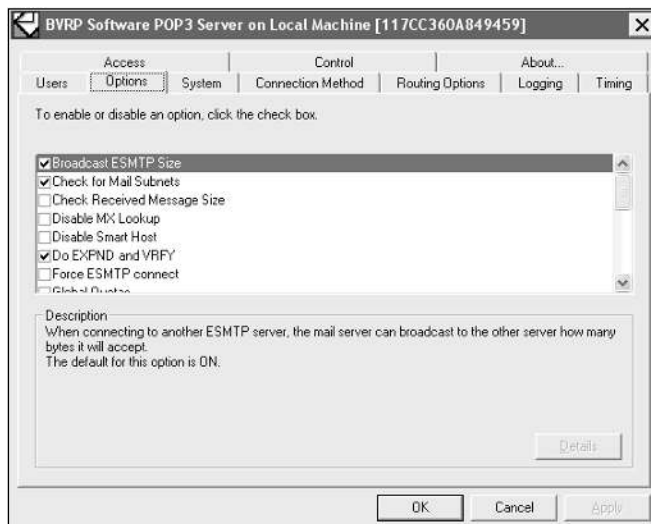 BVRP Software POP3 Server on Local Machine [117CC360A849459]
Access Control About...
Users Options System Connection Method Routing Options Logging Timing
To enable or disable an option, click the check box.
Broadcast ESMTP Size
Check for Mail Subnets
Check Received Message Size
Disable MX Lookup
Disable Smart Host
Do EXPND and VRFY
Force ESMTP connect
Global Quotas
Description
When connecting to another ESMTP server, the mail server can broadcast to the other server how many
bytes it will accept.
The default for this option is ON.
Details
OK Cancel Apply